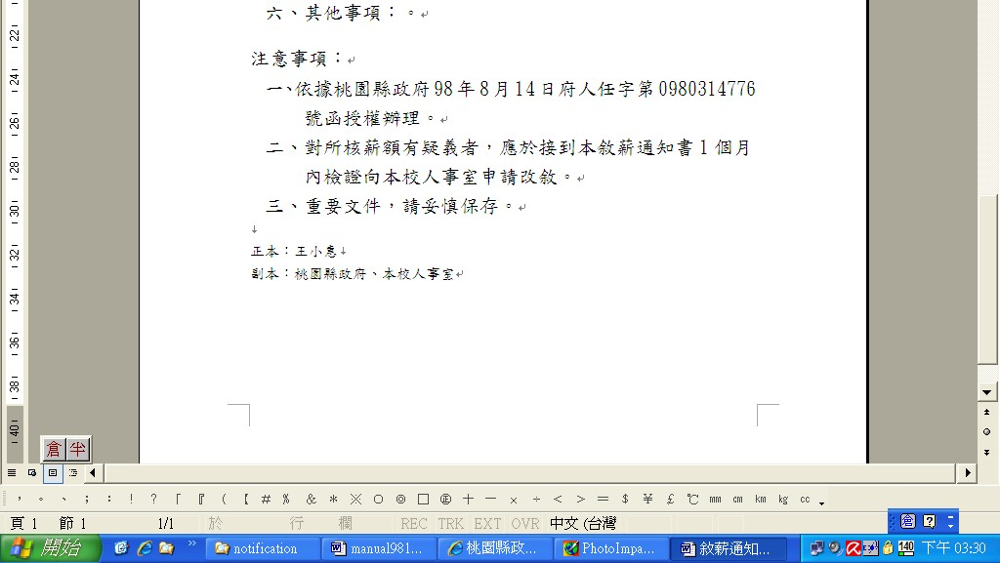 六、其他事項：。
注意事項：
一、依據桃園縣政府98年8月14日府人任字第0980314776
號函授權辦理。
二、對所核薪額有疑義者，應於接到本敘薪通知書1個月
內檢證向本校人事室申請改敘。
三、重要文件，請妥慎保存。
正本：王小惠
副本：桃園縣政府、本校人事室
22
24
26
28
30
32
34
36
38
40
倉 半
， 。 、 ； ： ！ ？ 「 『 （ 【 # % & * ※ ○ ◎ □ ㊣ + － × ÷ < > = $ ¥ £ ℃ mm cm km kg cc
頁 1 節 1 1/1 於 行 欄 REC TRK EXT OVR 中文 (台灣
倉 ?
開始 notification manual981... 桃園縣政... PhotoImpa... 敘薪通知... 140 下午 03:30